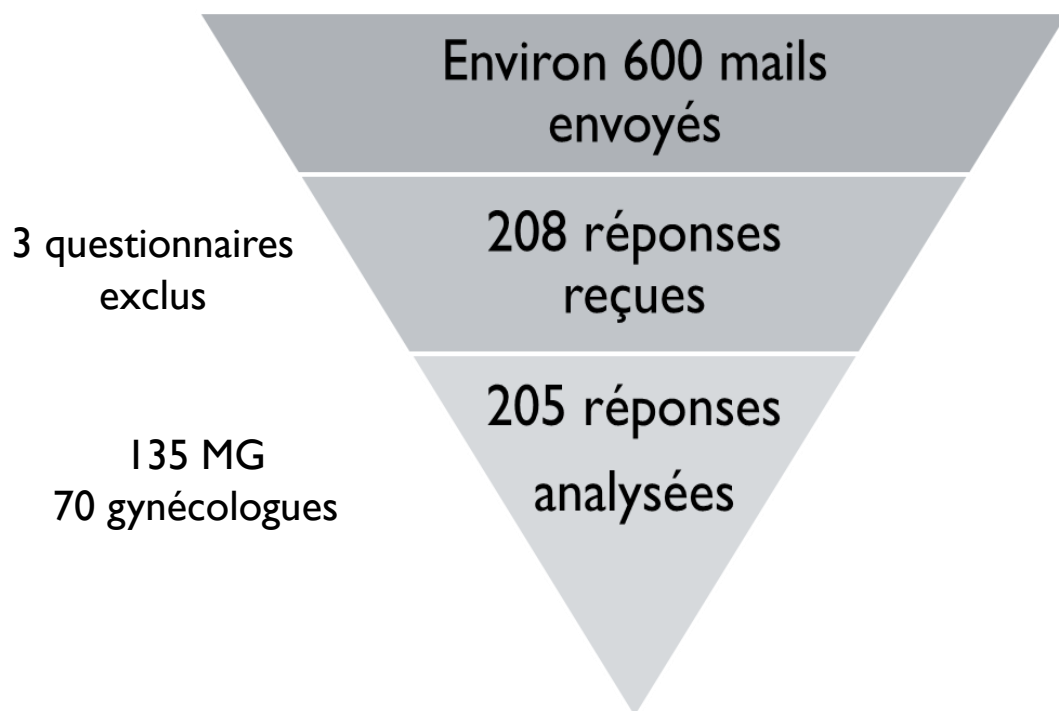 Environ 600 mails
envoyés
3 questionnaires
exclus
208 réponses
reçues
135 MG
70 gynécologues
205 réponses
analysées